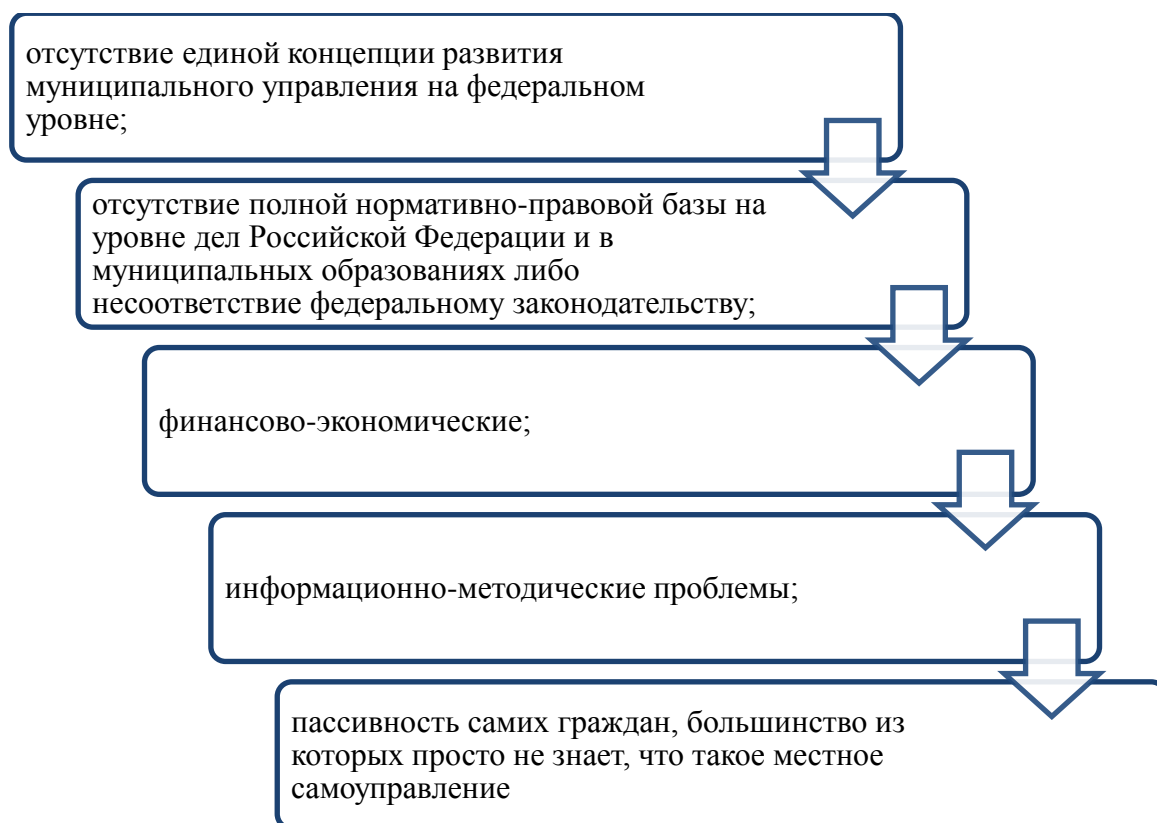 отсутствие единой концепции развития
муниципального управления на федеральном
уровне;
отсутствие полной нормативно-правовой базы на
уровне дел Российской Федерации и в
муниципальных образованиях либо
несоответствие федеральному законодательству;
финансово-экономические;
информационно-методические проблемы;
пассивность самих граждан, большинство из
которых просто не знает, что такое местное
самоуправление